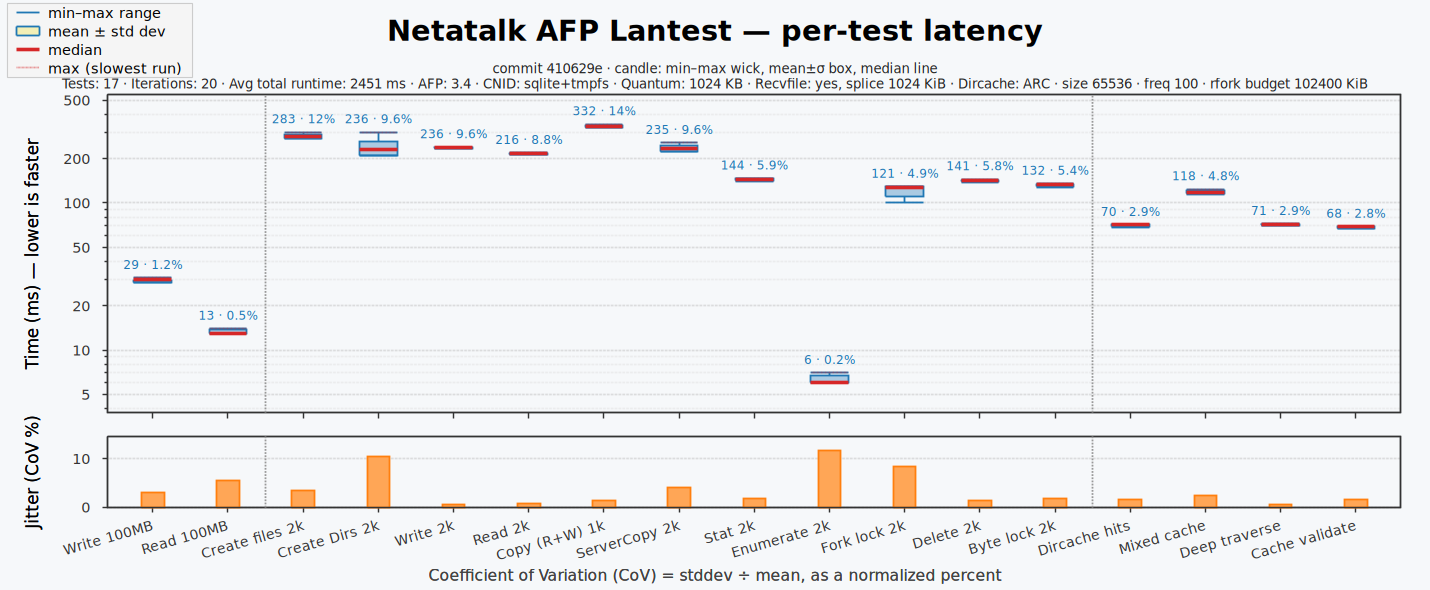 min–max range
mean ± std dev
median
max (slowest run)
Netatalk AFP Lantest — per-test latency
commit 410629e · candle: min–max wick, mean±σ box, median line
Tests: 17 · Iterations: 20 · Avg total runtime: 2451 ms · AFP: 3.4 · CNID: sqlite+tmpfs · Quantum: 1024 KB · Recvfile: yes, splice 1024 KiB · Dircache: ARC · size 65536 · freq 100 · rfork budget 102400 KiB
Time (ms) — lower is faster
500
200
100
50
20
10
5
29 · 1.2%
13 · 0.5%
283 · 12%
236 · 9.6%
236 · 9.6%
216 · 8.8%
332 · 14%
235 · 9.6%
144 · 5.9%
6 · 0.2%
121 · 4.9%
141 · 5.8%
132 · 5.4%
70 · 2.9%
118 · 4.8%
71 · 2.9%
68 · 2.8%
Jitter (CoV %)
10
0
Write 100MB
Read 100MB
Create files 2k
Create Dirs 2k
Write 2k
Read 2k
Copy (R+W) 1k
ServerCopy 2k
Stat 2k
Enumerate 2k
Fork lock 2k
Delete 2k
Byte lock 2k
Dircache hits
Mixed cache
Deep traverse
Cache validate
Coefficient of Variation (CoV) = stddev ÷ mean, as a normalized percent